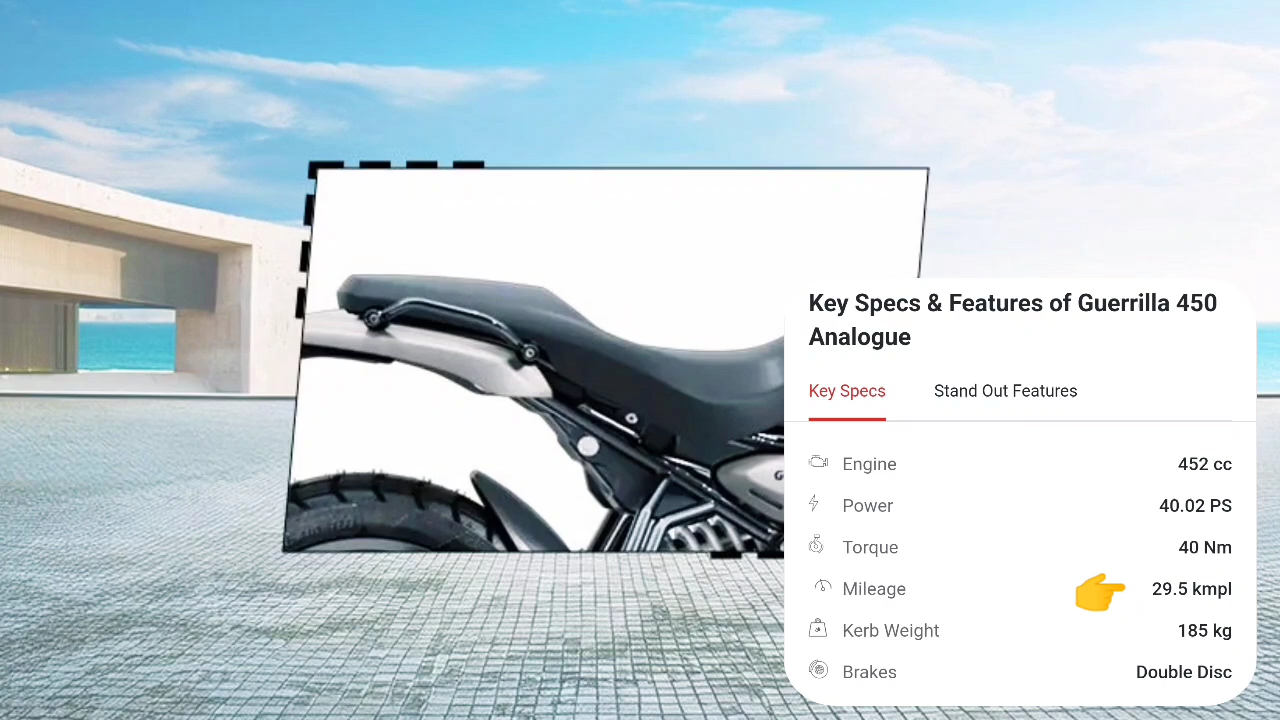 Key Specs & Features of Guerrilla 450
Analogue
Key Specs Stand Out Features
Engine 452 cc
Power 40.02 PS
Torque 40 Nm
Mileage 29.5 kmpl
Kerb Weight 185 kg
Brakes Double Disc